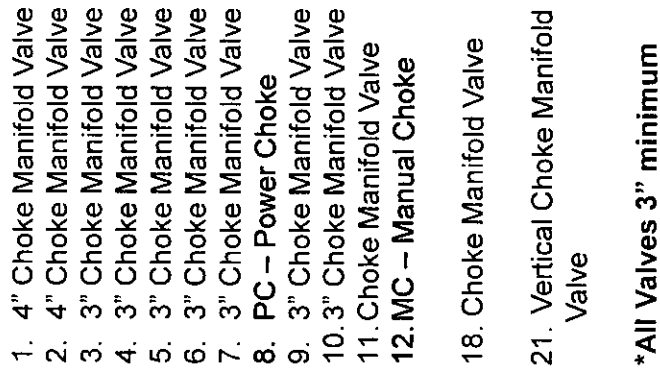 1. 4" Choke Manifold Valve
2. 4" Choke Manifold Valve
3. 3" Choke Manifold Valve
4. 3" Choke Manifold Valve
5. 3" Choke Manifold Valve
6. 3" Choke Manifold Valve
7. 3" Choke Manifold Valve
8. PC – Power Choke
9. 3" Choke Manifold Valve
10. 3" Choke Manifold Valve
11. Choke Manifold Valve
12. MC – Manual Choke
18. Choke Manifold Valve
21. Vertical Choke Manifold
Valve
*All Valves 3" minimum